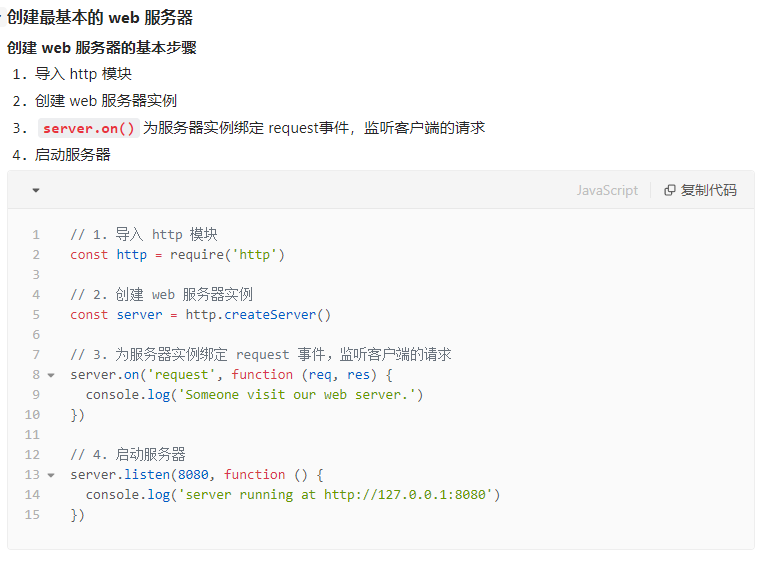 创建最基本的 web 服务器
创建 web 服务器的基本步骤
1. 导入 http 模块
2. 创建 web 服务器实例
3. server.on() 为服务器实例绑定 request事件，监听客户端的请求
4. 启动服务器
JavaScript 复制代码
1 // 1. 导入 http 模块
2 const http = require('http')
3
4 // 2. 创建 web 服务器实例
5 const server = http.createServer()
6
7 // 3. 为服务器实例绑定 request 事件，监听客户端的请求
8 server.on('request', function (req, res) {
9   console.log('Someone visit our web server.')
10 })
11
12 // 4. 启动服务器
13 server.listen(8080, function () {
14   console.log('server running at http://127.0.0.1:8080')
15 })